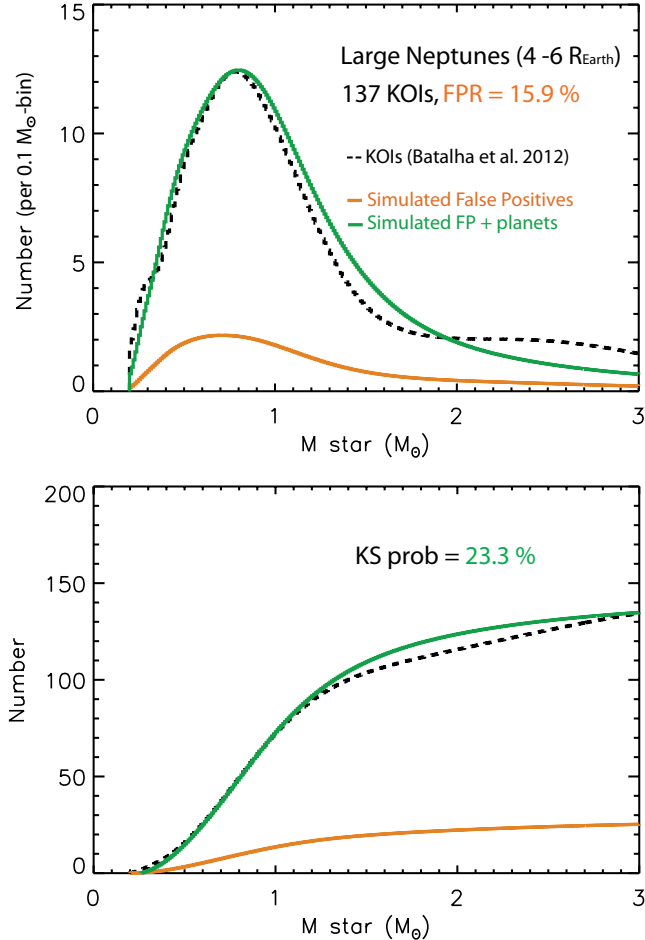 Large Neptunes (4 -6 REarth)
137 KOIs, FPR = 15.9 %
KOIs (Batalha et al. 2012)
Simulated False Positives
Simulated FP + planets
Number (per 0.1 M⊙-bin)
15
10
5
0
0 1 2 3
M star (M⊙)
KS prob = 23.3 %
Number
200
150
100
50
0
0 1 2 3
M star (M⊙)